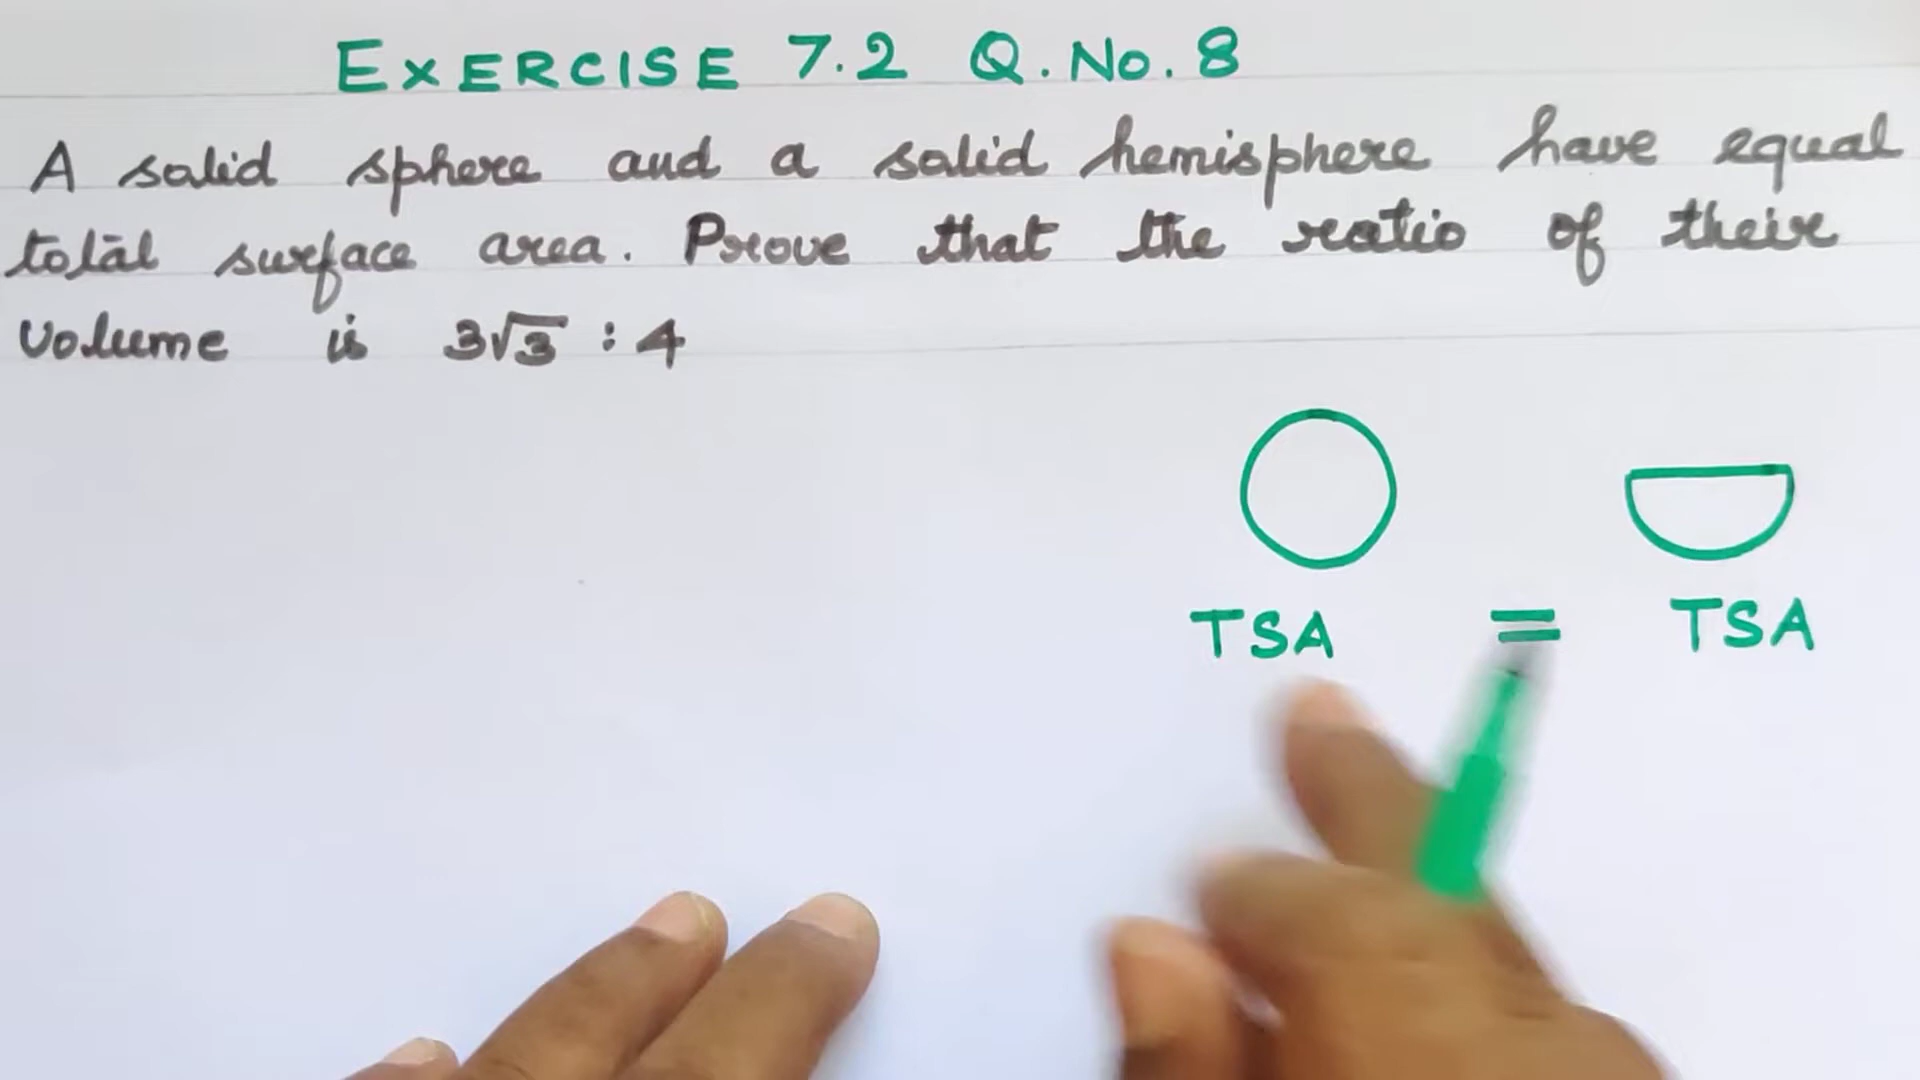 EXERCISE 7.2 Q.No.8
A solid sphere and a solid hemisphere have equal
total surface area. Prove that the ratio of their
volume is 3√3 : 4
TSA = TSA